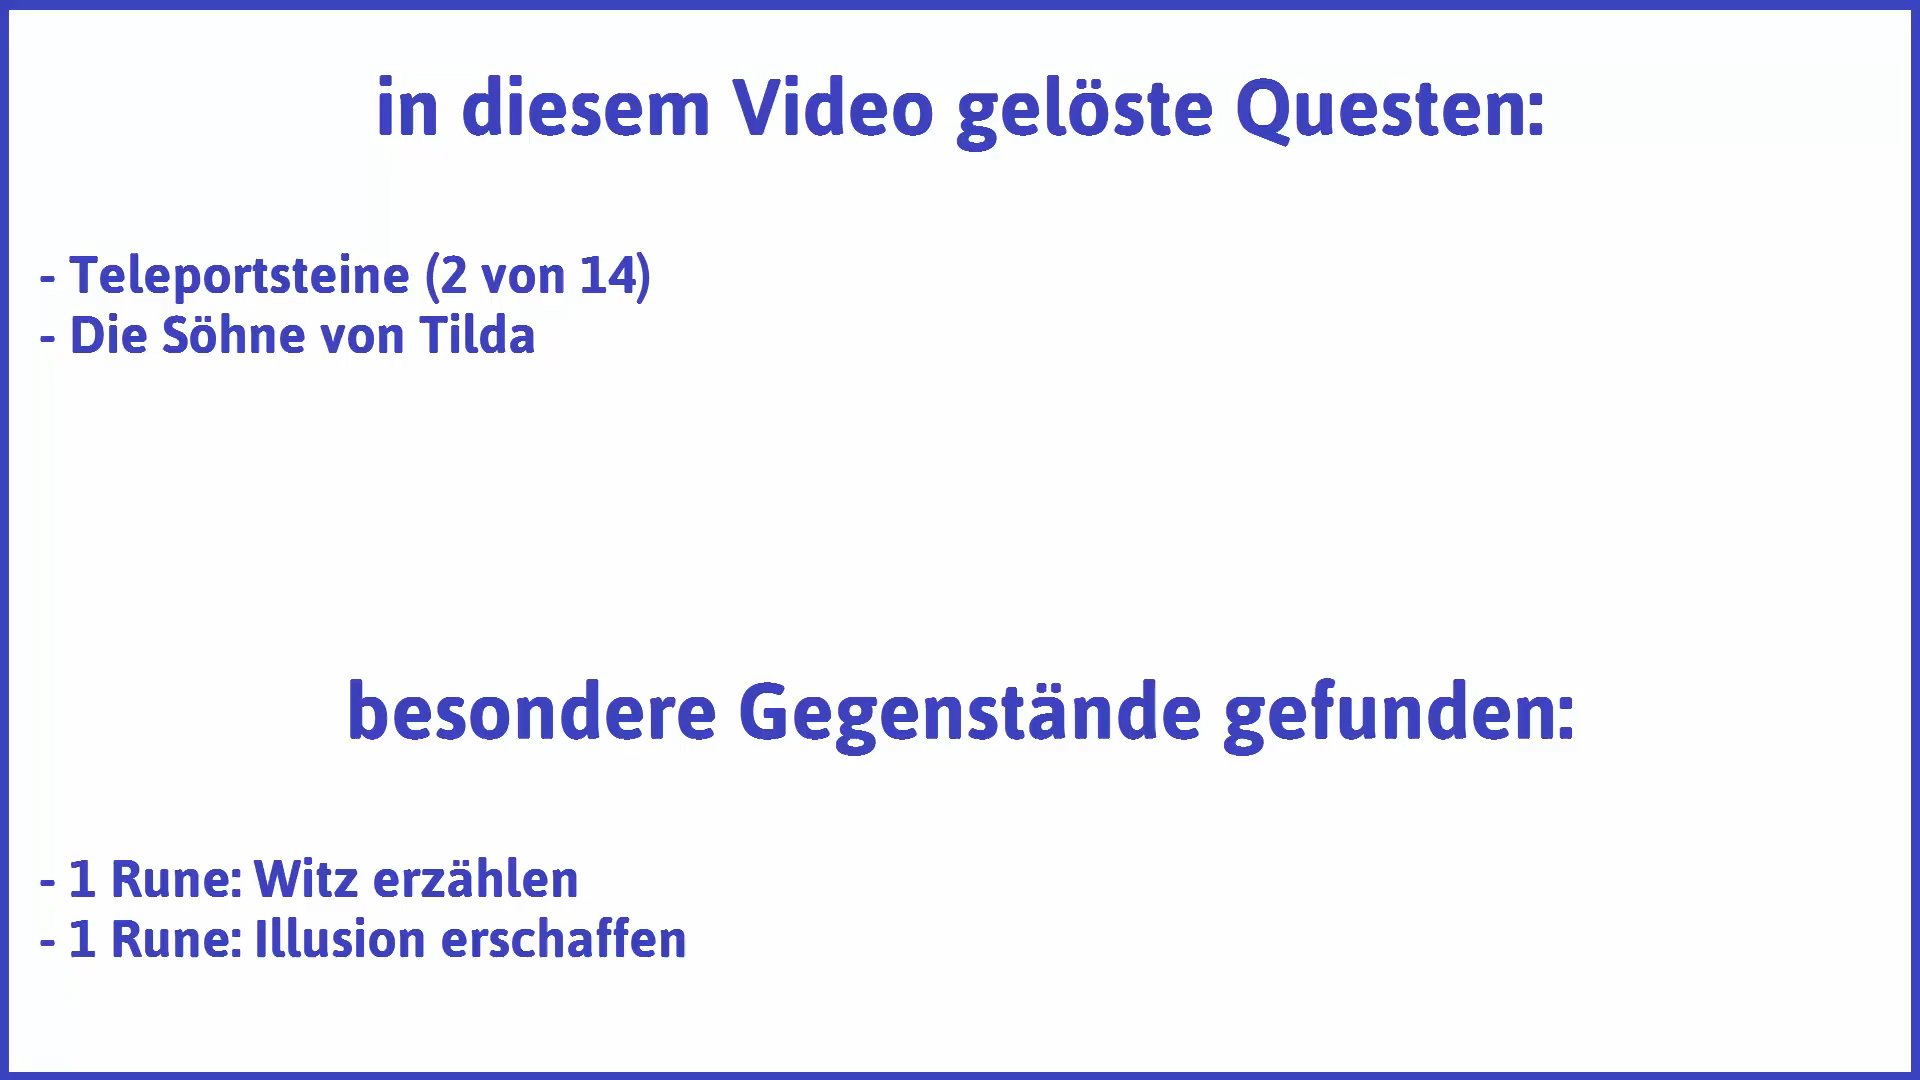 in diesem Video gelöste Questen:
- Teleportsteine (2 von 14)
- Die Söhne von Tilda
besondere Gegenstände gefunden:
- 1 Rune: Witz erzählen
- 1 Rune: Illusion erschaffen